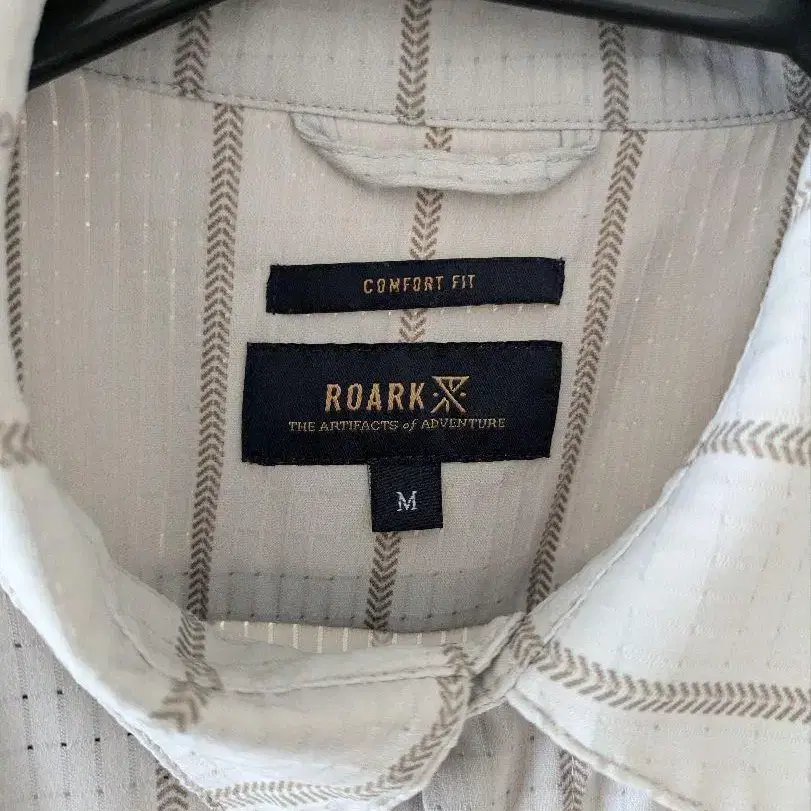 COMFORT FIT
ROARK
THE ARTIFACTS of ADVENTURE
M